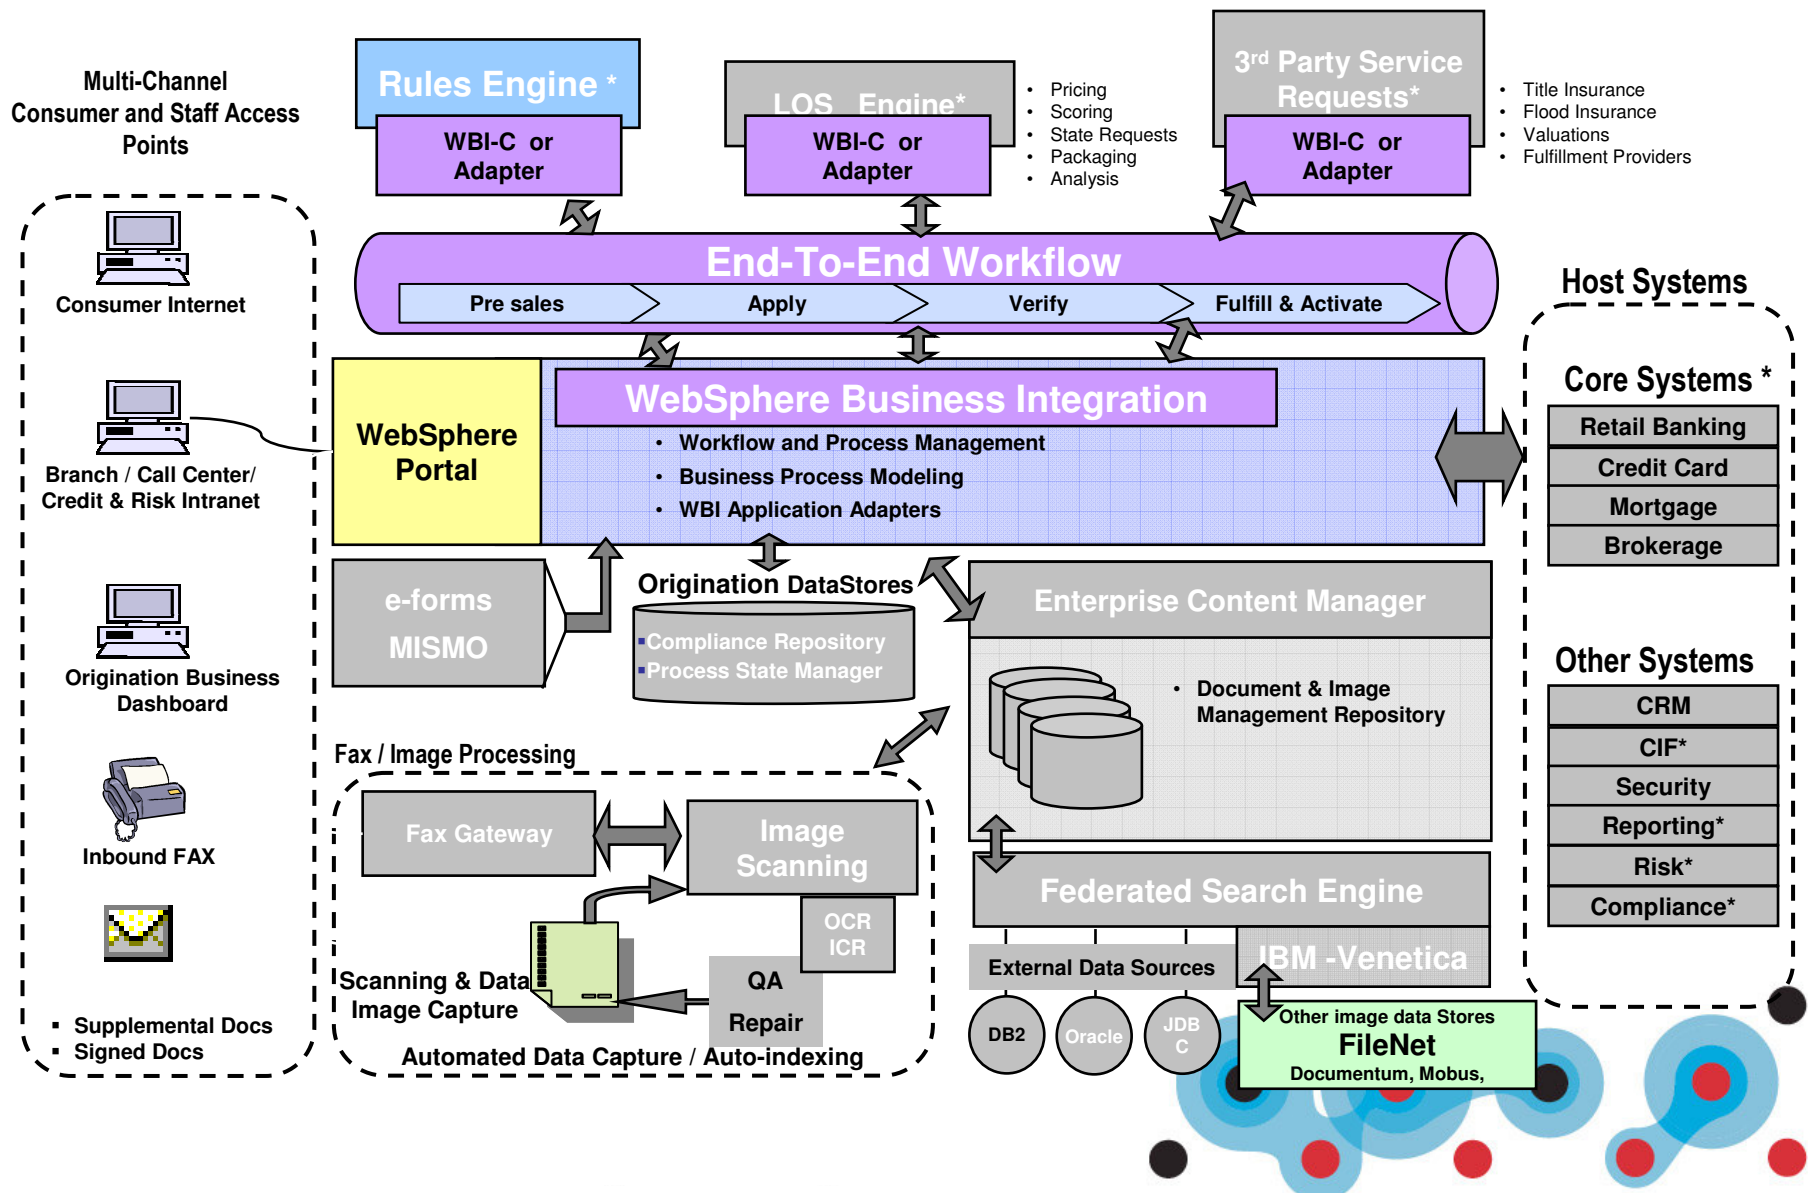 Multi-Channel
Consumer and Staff Access
Points
Consumer Internet
Branch / Call Center/
Credit & Risk Intranet
Origination Business
Dashboard
Inbound FAX
▪ Supplemental Docs
▪ Signed Docs
Rules Engine *
WBI-C or
Adapter
LOS Engine*
WBI-C or
Adapter
• Pricing
• Scoring
• State Requests
• Packaging
• Analysis
3rd Party Service
Requests*
WBI-C or
Adapter
• Title Insurance
• Flood Insurance
• Valuations
• Fulfillment Providers
End-To-End Workflow
Pre sales
Apply
Verify
Fulfill & Activate
WebSphere
Portal
WebSphere Business Integration
• Workflow and Process Management
• Business Process Modeling
• WBI Application Adapters
e-forms
MISMO
Origination DataStores
▪Compliance Repository
▪Process State Manager
Enterprise Content Manager
• Document & Image
Management Repository
Fax / Image Processing
Fax Gateway
Image
Scanning
OCR
ICR
Scanning & Data
Image Capture
QA
Repair
Automated Data Capture / Auto-indexing
Federated Search Engine
External Data Sources
IBM -Venetica
DB2
Oracle
JDB
C
Other image data Stores
FileNet
Documentum, Mobus,
Host Systems
Core Systems *
Retail Banking
Credit Card
Mortgage
Brokerage
Other Systems
CRM
CIF*
Security
Reporting*
Risk*
Compliance*